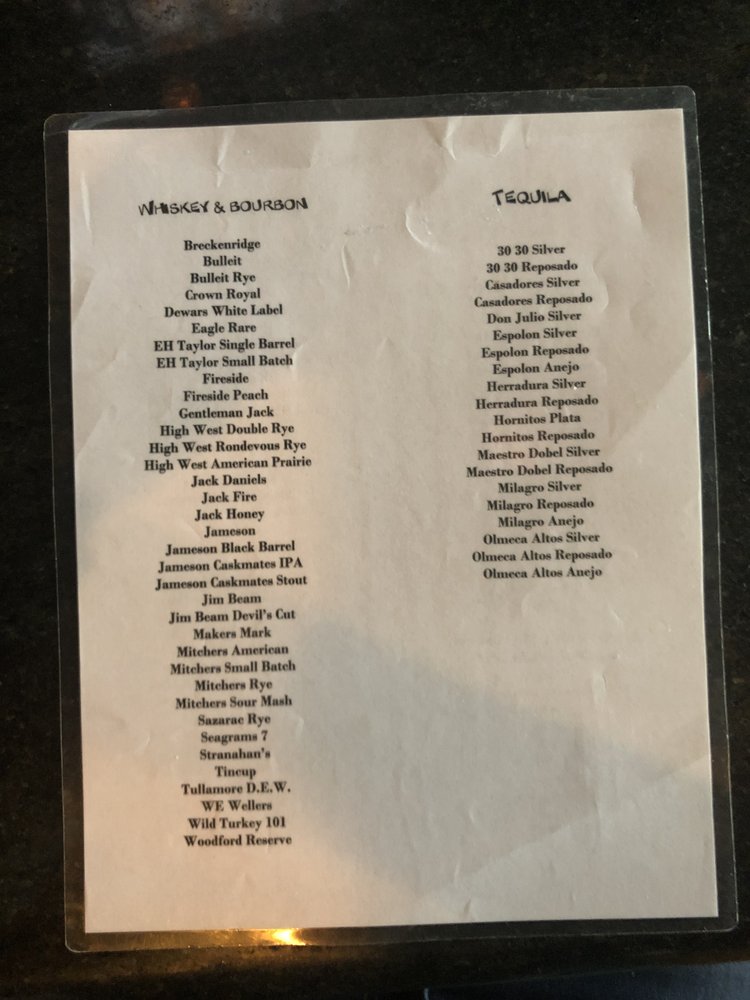 WHISKEY & BOURBON
Breckenridge
Bulleit
Bulleit Rye
Crown Royal
Dewars White Label
Eagle Rare
EH Taylor Single Barrel
EH Taylor Small Batch
Fireside
Fireside Peach
Gentleman Jack
High West Double Rye
High West Rondevous Rye
High West American Prairie
Jack Daniels
Jack Fire
Jack Honey
Jameson
Jameson Black Barrel
Jameson Caskmates IPA
Jameson Caskmates Stout
Jim Beam
Jim Beam Devil's Cut
Makers Mark
Mitchers American
Mitchers Small Batch
Mitchers Rye
Mitchers Sour Mash
Sazarac Rye
Seagrams 7
Stranahan's
Tincup
Tullamore D.E.W.
WE Wellers
Wild Turkey 101
Woodford Reserve
TEQUILA
30 30 Silver
30 30 Reposado
Casadores Silver
Casadores Reposado
Don Julio Silver
Espolon Silver
Espolon Reposado
Espolon Anejo
Herradura Silver
Herradura Reposado
Hornitos Plata
Hornitos Reposado
Maestro Dobel Silver
Maestro Dobel Reposado
Milagro Silver
Milagro Reposado
Milagro Anejo
Olmeca Altos Silver
Olmeca Altos Reposado
Olmeca Altos Anejo